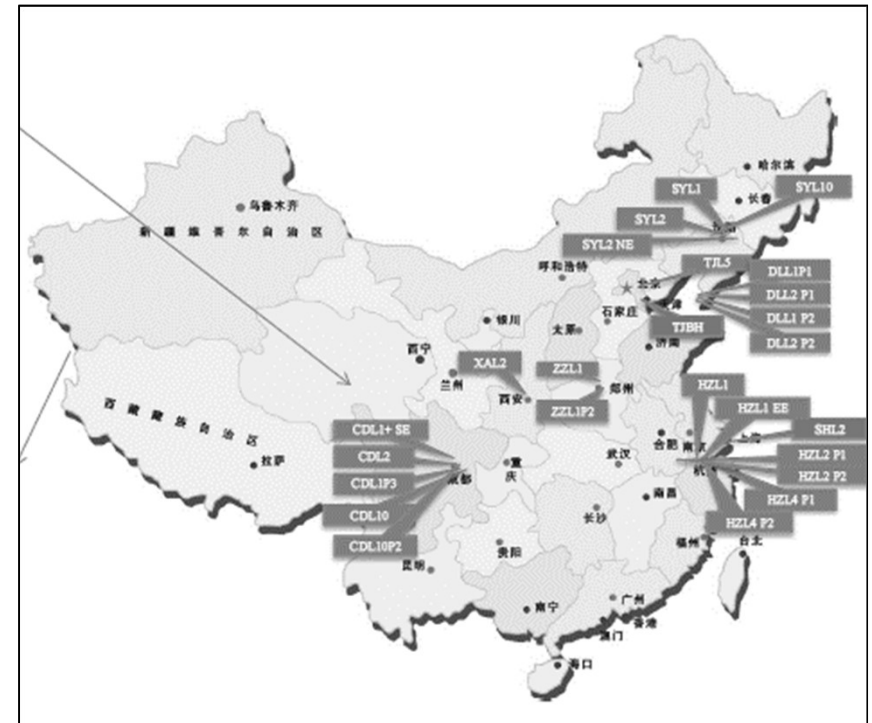 哈尔滨
SYL1
SYL10
长春
乌鲁木齐
SYL2
新疆维吾尔自治区
SYL2 NE
TJL5
呼和浩特
DLL1P1
北京
DLL2 P1
石家庄
银川
DLL1 P2
太原
TJBH
济南
DLL2 P2
西宁
XAL2
ZZL1
兰州
郑州
HZL1
西安
ZZL1P2
西藏藏族自治区
HZL1 EE
CDL1+ SE
SHL2
合肥
南京
上海
CDL2
武汉
HZL2 P1
拉萨
重庆
HZL2 P2
成都
CDL1P3
南昌
HZL4 P1
CDL10
长沙
HZL4 P2
CDL10P2
贵阳
福州
台北
昆明
广州
南宁
香港
澳门
海口